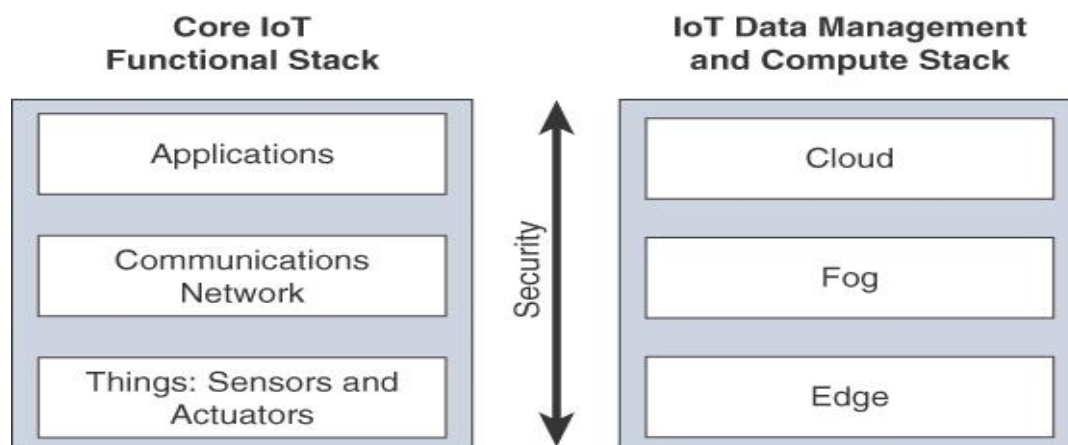 Core IoT
Functional Stack
Applications
Communications
Network
Things: Sensors and
Actuators
Security
IoT Data Management
and Compute Stack
Cloud
Fog
Edge